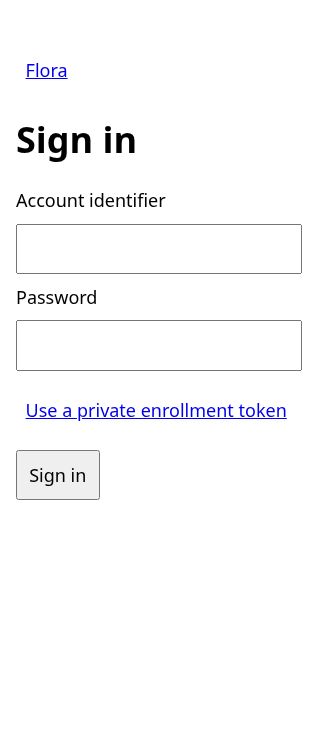 Flora
Sign in
Account identifier
Password
Use a private enrollment token
Sign in